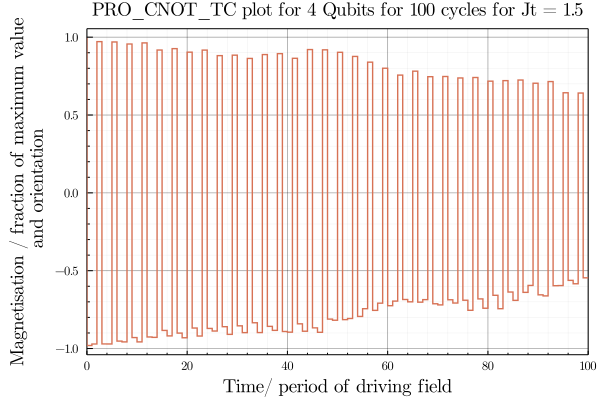 PRO_CNOT_TC plot for 4 Qubits for 100 cycles for Jt = 1.5
Magnetisation / fraction of maximum value
and orientation
1.0
0.5
0.0
−0.5
−1.0
0 20 40 60 80 100
Time/ period of driving field